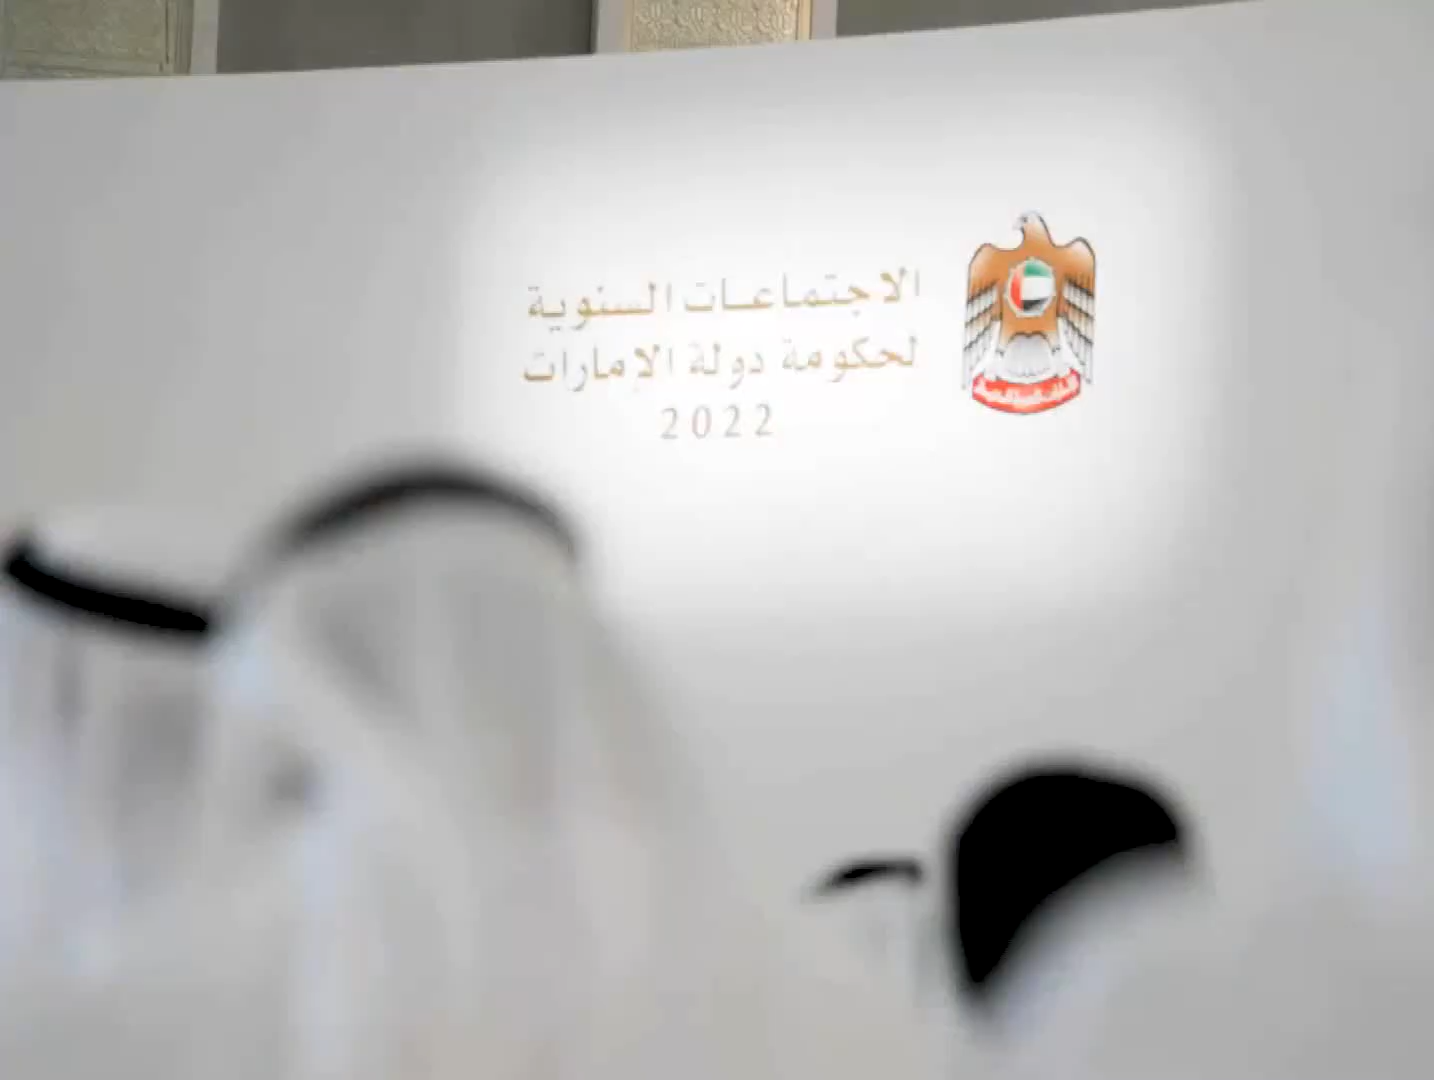 الاجتماعات السنوية
لحكومة دولة الإمارات
2022